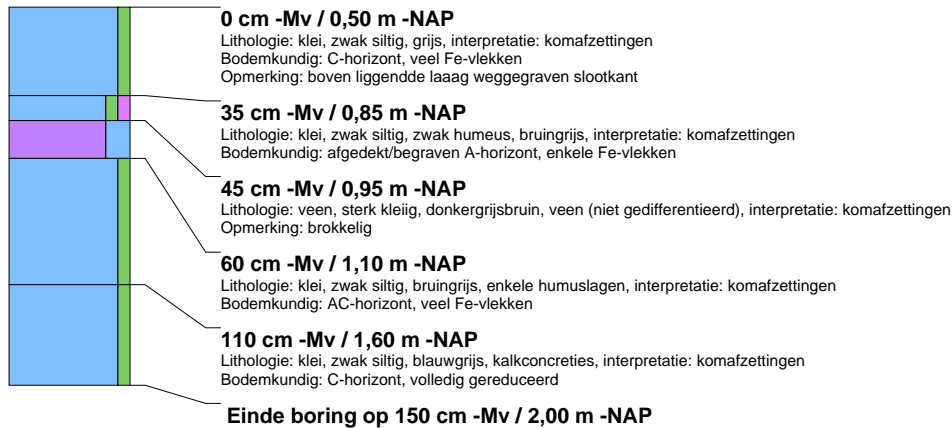 0 cm -Mv / 0,50 m -NAP
Lithologie: klei, zwak siltig, grijs, interpretatie: komafzettingen
Bodemkundig: C-horizont, veel Fe-vlekken
Opmerking: boven liggendde laaag weggegraven slootkant
35 cm -Mv / 0,85 m -NAP
Lithologie: klei, zwak siltig, zwak humeus, bruingrijs, interpretatie: komafzettingen
Bodemkundig: afgedekt/begraven A-horizont, enkele Fe-vlekken
45 cm -Mv / 0,95 m -NAP
Lithologie: veen, sterk kleiig, donkergrijsbruin, veen (niet gedifferentieerd), interpretatie: komafzettingen
Opmerking: brokkelig
60 cm -Mv / 1,10 m -NAP
Lithologie: klei, zwak siltig, bruingrijs, enkele humuslagen, interpretatie: komafzettingen
Bodemkundig: AC-horizont, veel Fe-vlekken
110 cm -Mv / 1,60 m -NAP
Lithologie: klei, zwak siltig, blauwgrijs, kalkconcreties, interpretatie: komafzettingen
Bodemkundig: C-horizont, volledig gereduceerd
Einde boring op 150 cm -Mv / 2,00 m -NAP